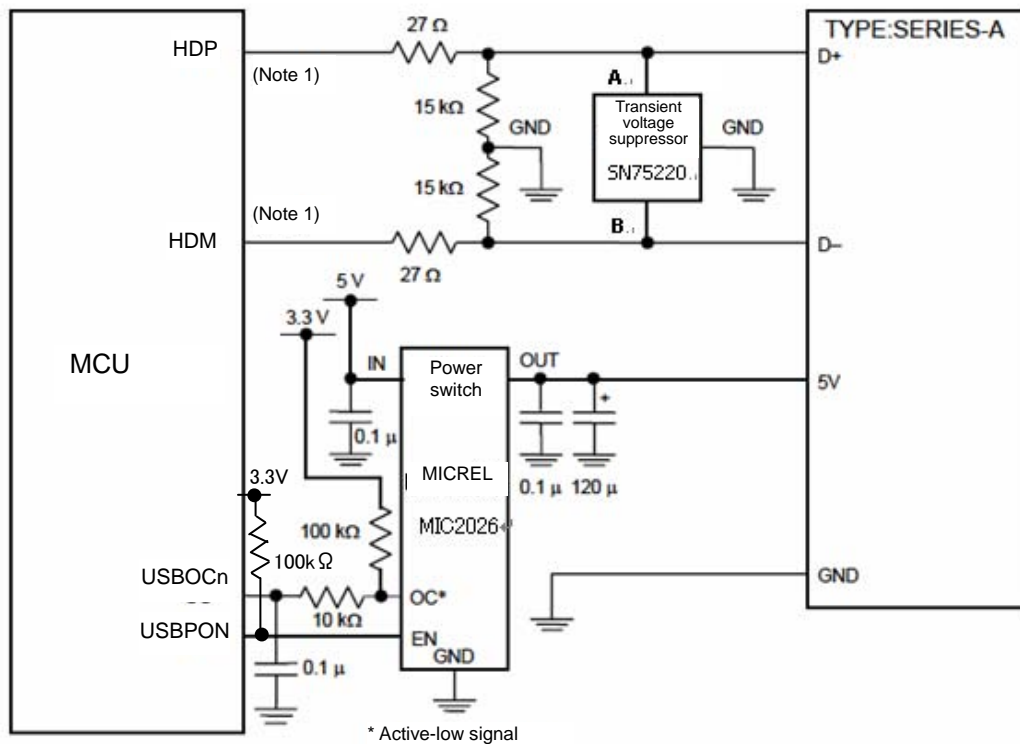 27 Ω
TYPE:SERIES-A
HDP
D+
(Note 1)
A
15 kΩ
GND
Transient
voltage
suppressor
GND
SN75220
15 kΩ
(Note 1)
B
HDM
D–
27 Ω
5 V
3.3 V
MCU
IN
Power
switch
OUT
5V
0.1 μ
MICREL
0.1 μ
120 μ
3.3V
100 kΩ
MIC2026
100k Ω
USBOCn
GND
10 kΩ
OC*
USBPON
EN
GND
0.1 μ
* Active-low signal